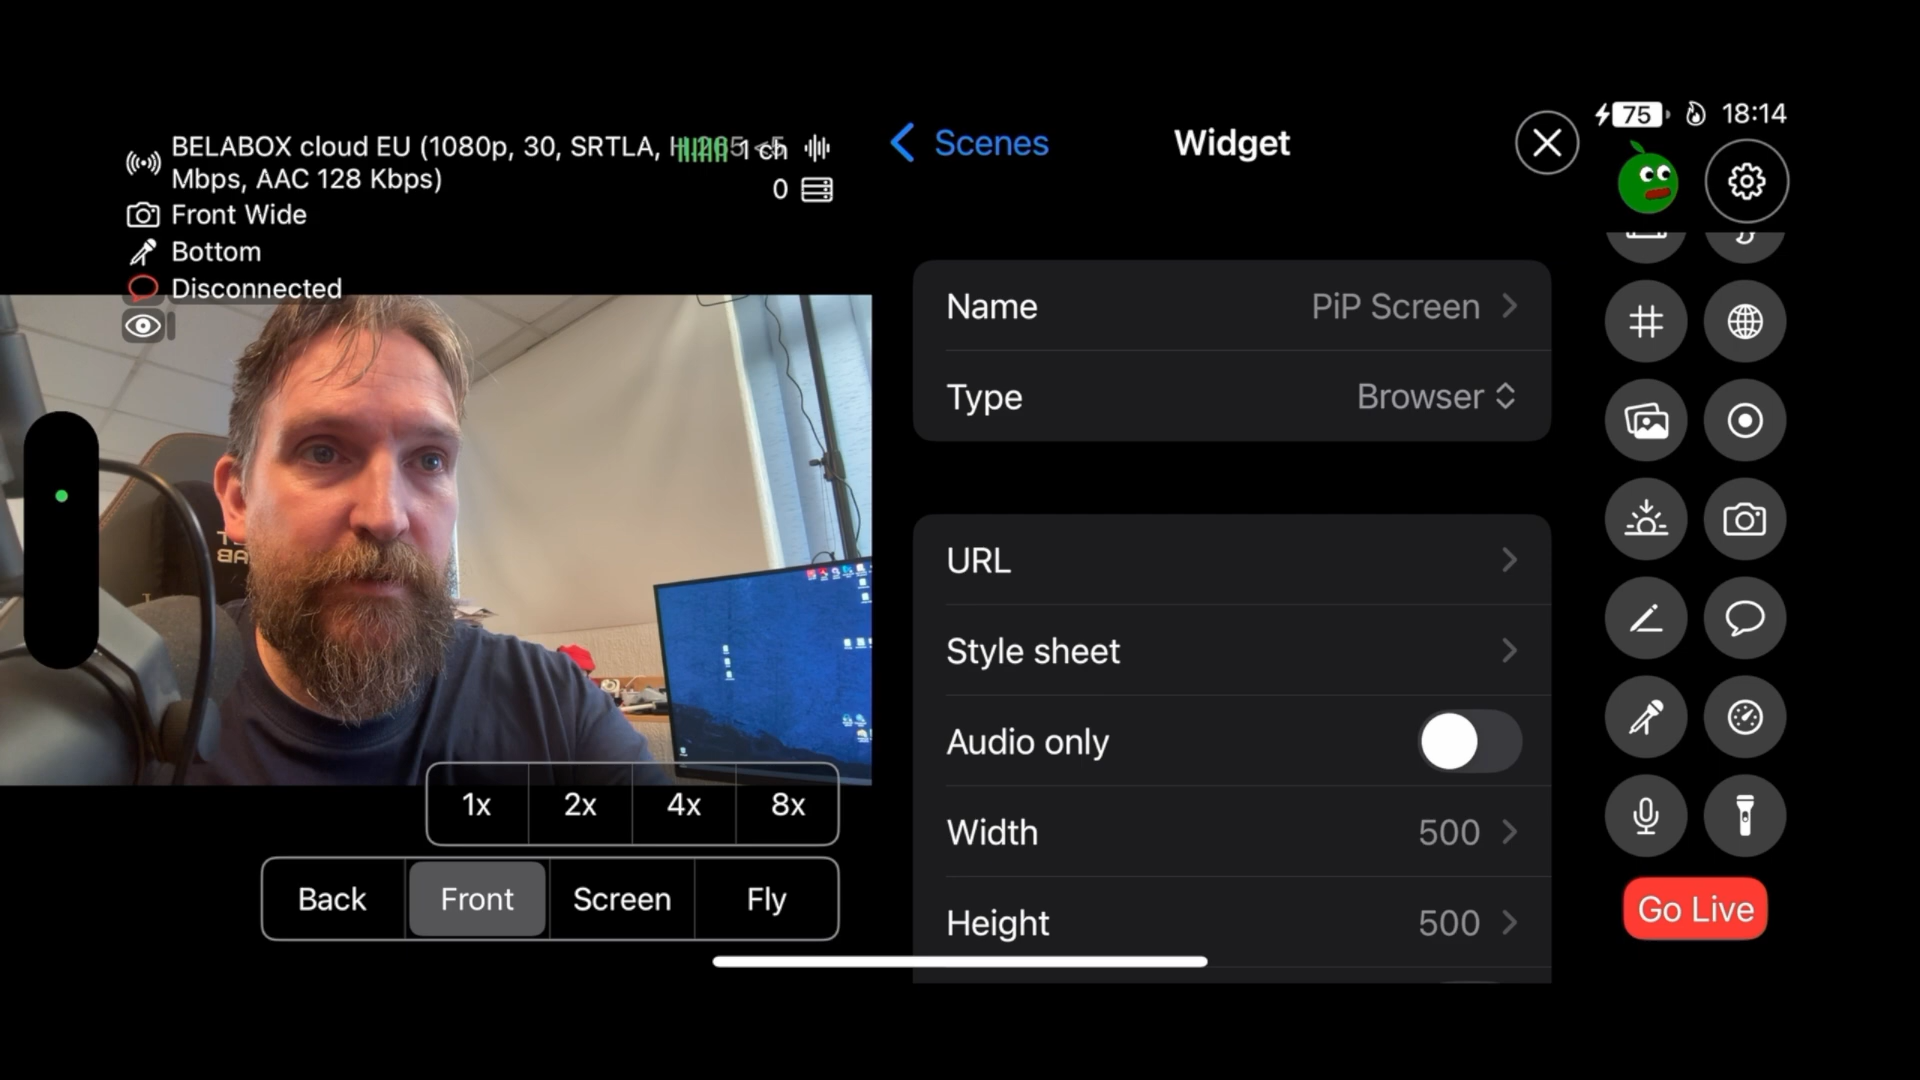 BELABOX cloud EU (1080p, 30, SRTLA, H.265 <5
Mbps, AAC 128 Kbps)
1 ch
0
Front Wide
Bottom
Disconnected
1x 2x 4x 8x
Back Front Screen Fly
Scenes
Widget
Name PiP Screen
Type Browser
URL
Style sheet
Audio only
Width 500
Height 500
75 18:14
Go Live